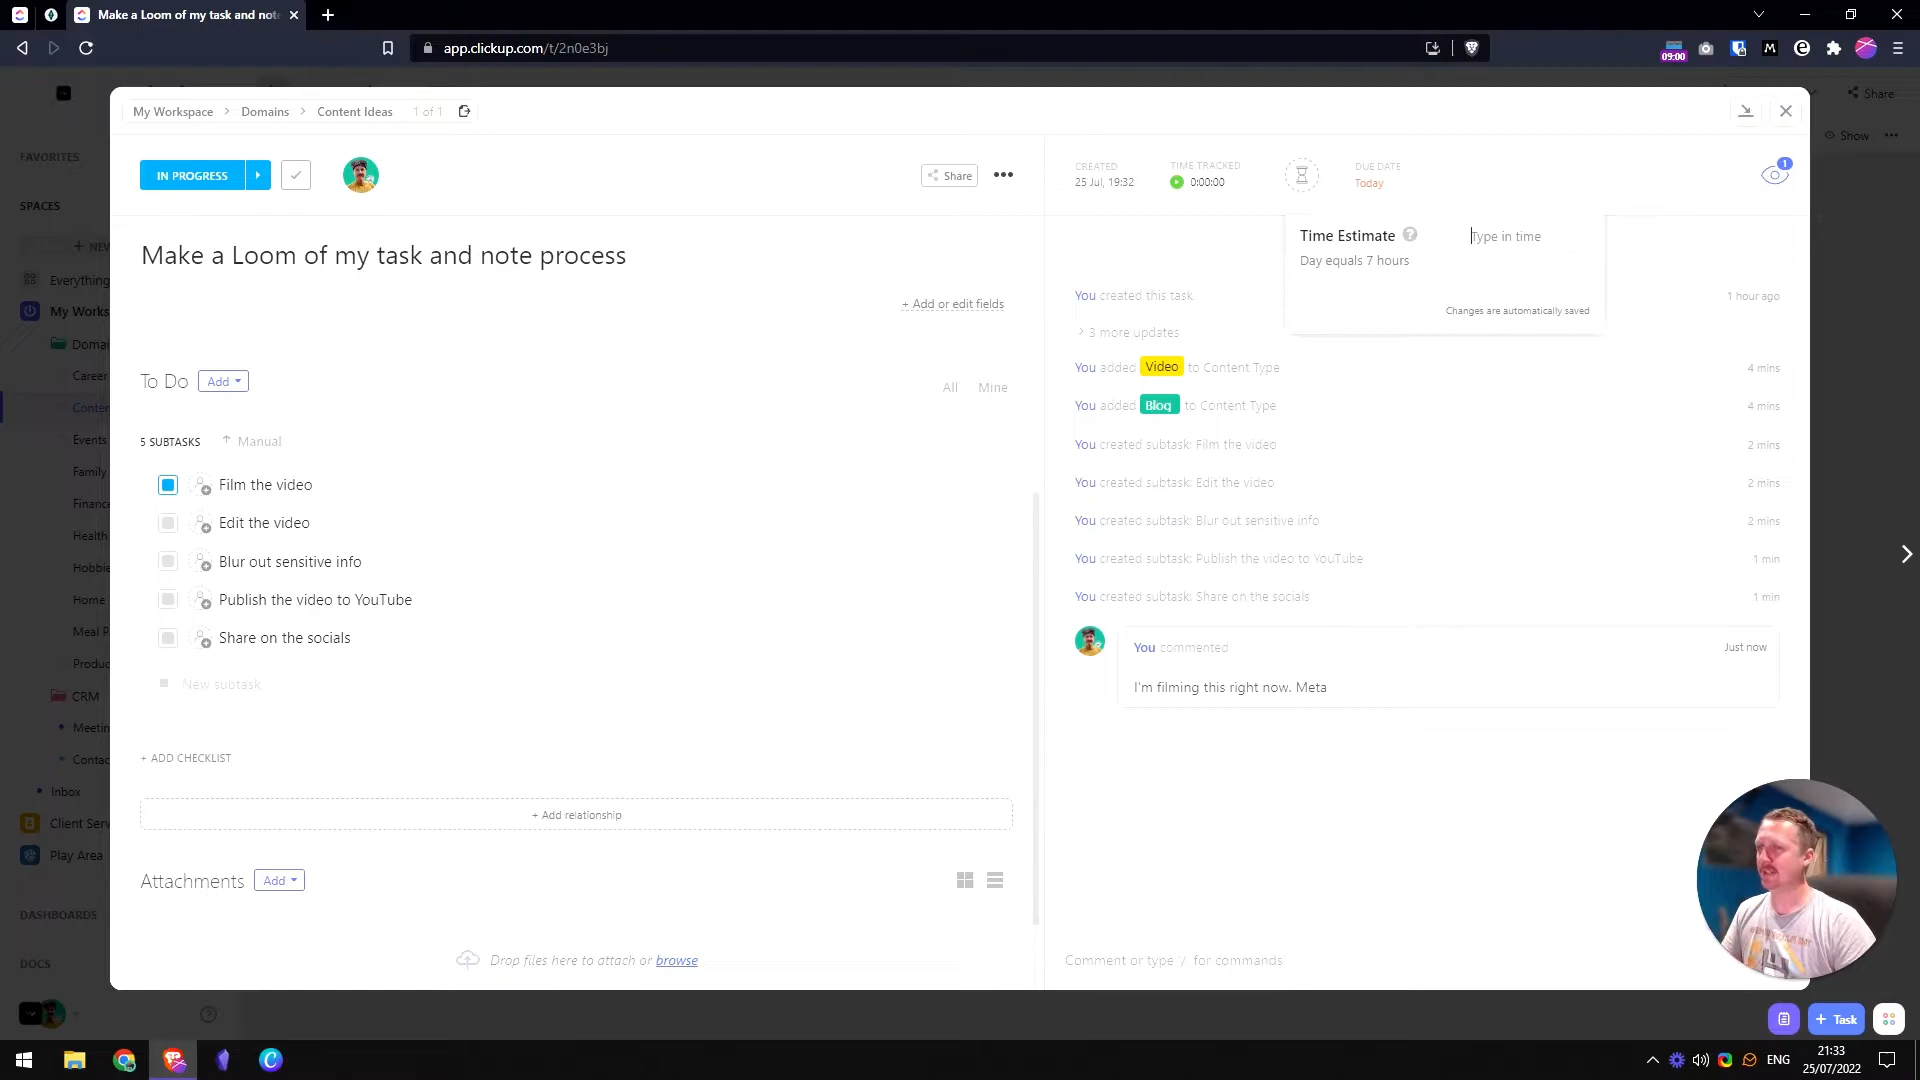 Make a Loom of my task and note
app.clickup.com/t/2n0e3bj
09:00
Share
My Workspace
Domains
Content Ideas
1 of 1
Show
FAVORITES
IN PROGRESS
Share
CREATED
25 Jul, 19:32
TIME TRACKED
0:00:00
DUE DATE
Today
1
SPACES
NEW
Everything
My Works
Domai
Career
Conten
Events
Family
Finance
Health
Hobbie
Home
Meal P
Produc
CRM
Meetin
Contac
Inbox
Client Serv
Play Area
DASHBOARDS
DOCS
Make a Loom of my task and note process
+ Add or edit fields
To Do
Add
All
Mine
5 SUBTASKS
Manual
Film the video
Edit the video
Blur out sensitive info
Publish the video to YouTube
Share on the socials
New subtask
+ ADD CHECKLIST
+ Add relationship
Attachments
Add
Drop files here to attach or browse
Time Estimate
Type in time
Day equals 7 hours
Changes are automatically saved
You created this task
1 hour ago
3 more updates
You added Video to Content Type
4 mins
You added Blog to Content Type
4 mins
You created subtask: Film the video
2 mins
You created subtask: Edit the video
2 mins
You created subtask: Blur out sensitive info
2 mins
You created subtask: Publish the video to YouTube
1 min
You created subtask: Share on the socials
1 min
You commented
Just now
I'm filming this right now. Meta
Comment or type / for commands
+ Task
ENG
21:33
25/07/2022